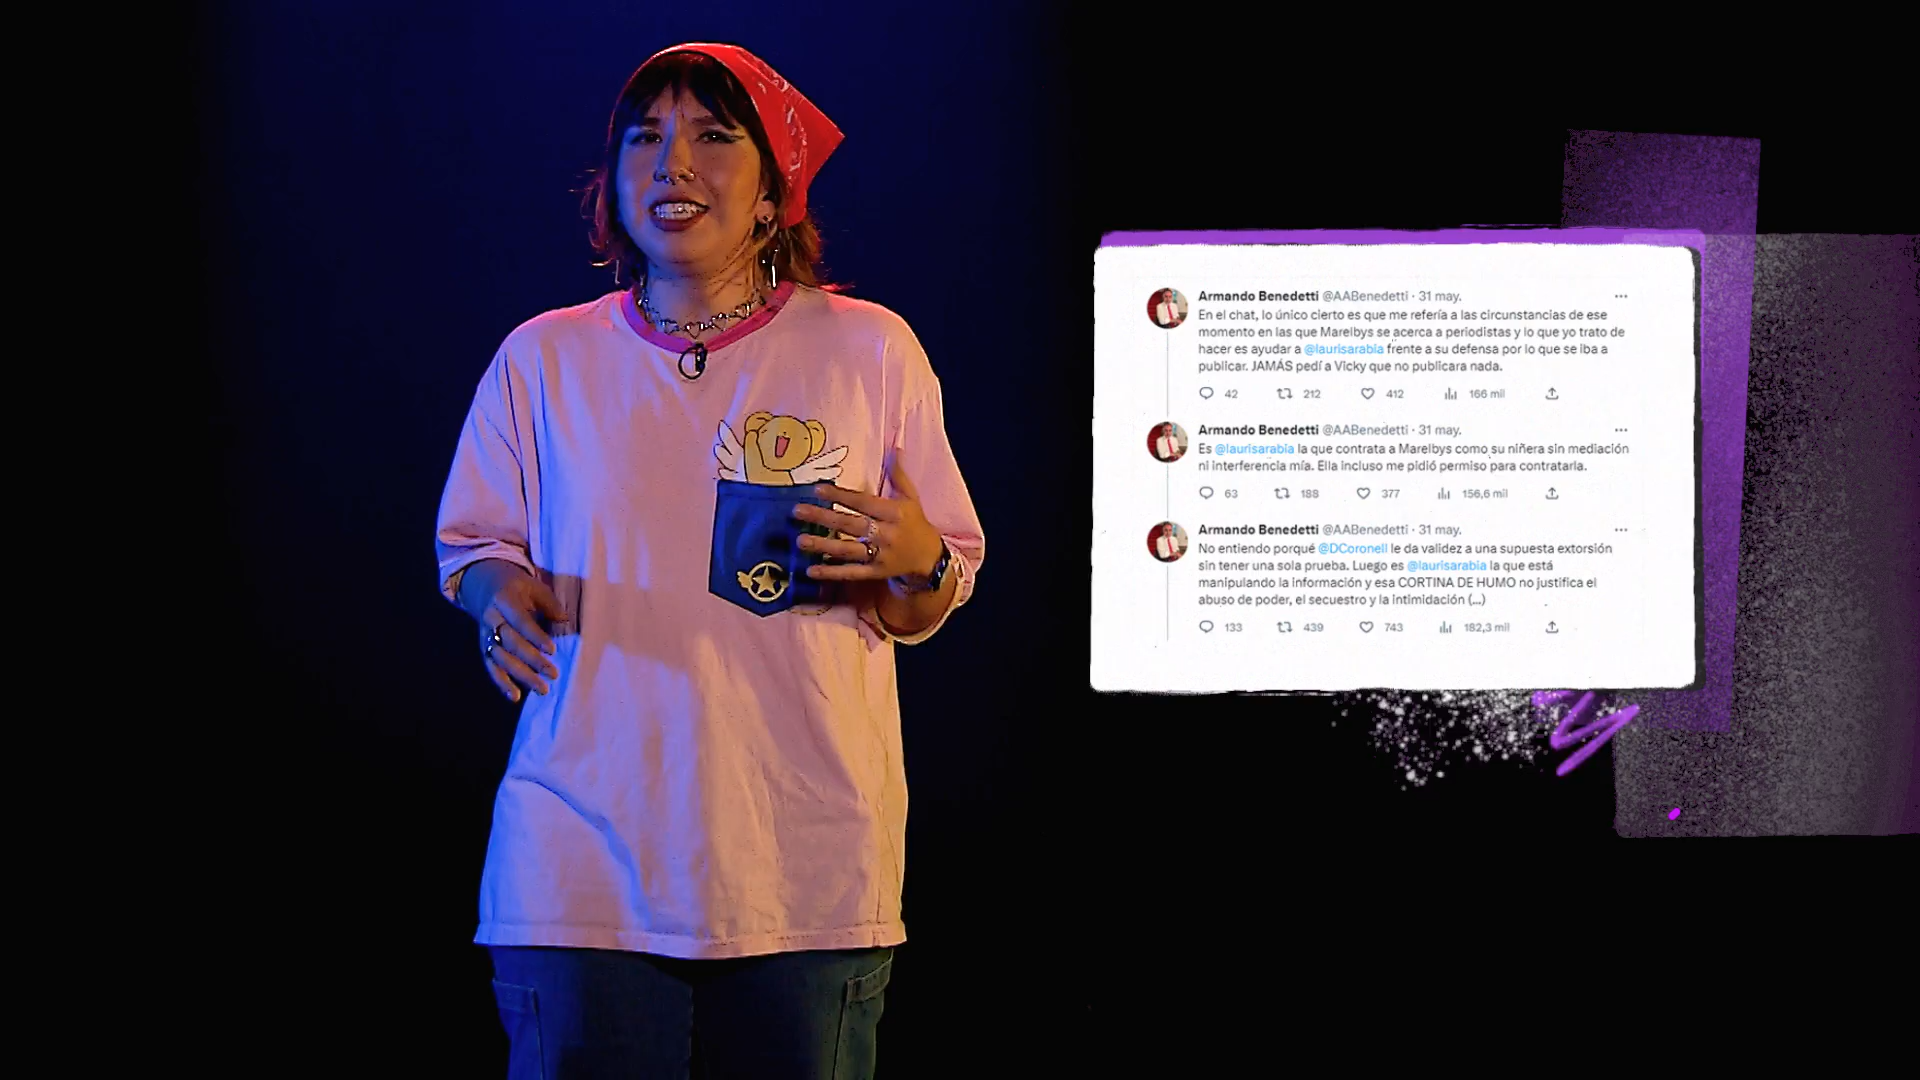 Armando Benedetti @AABenedetti · 31 may.
En el chat, lo único cierto es que me refería a las circunstancias de ese
momento en las que Marelbys se acerca a periodistas y lo que yo trato de
hacer es ayudar a @laurisarabia frente a su defensa por lo que se iba a
publicar. JAMÁS pedí a Vicky que no publicara nada.
42 212 412 166 mil
Armando Benedetti @AABenedetti · 31 may.
Es @laurisarabia la que contrata a Marelbys como su niñera sin mediación
ni interferencia mía. Ella incluso me pidió permiso para contratarla.
63 188 377 156,6 mil
Armando Benedetti @AABenedetti · 31 may.
No entiendo porqué @DCoronell le da validez a una supuesta extorsión
sin tener una sola prueba. Luego es @laurisarabia la que está
manipulando la información y esa CORTINA DE HUMO no justifica el
abuso de poder, el secuestro y la intimidación (...)
133 439 743 182,3 mil